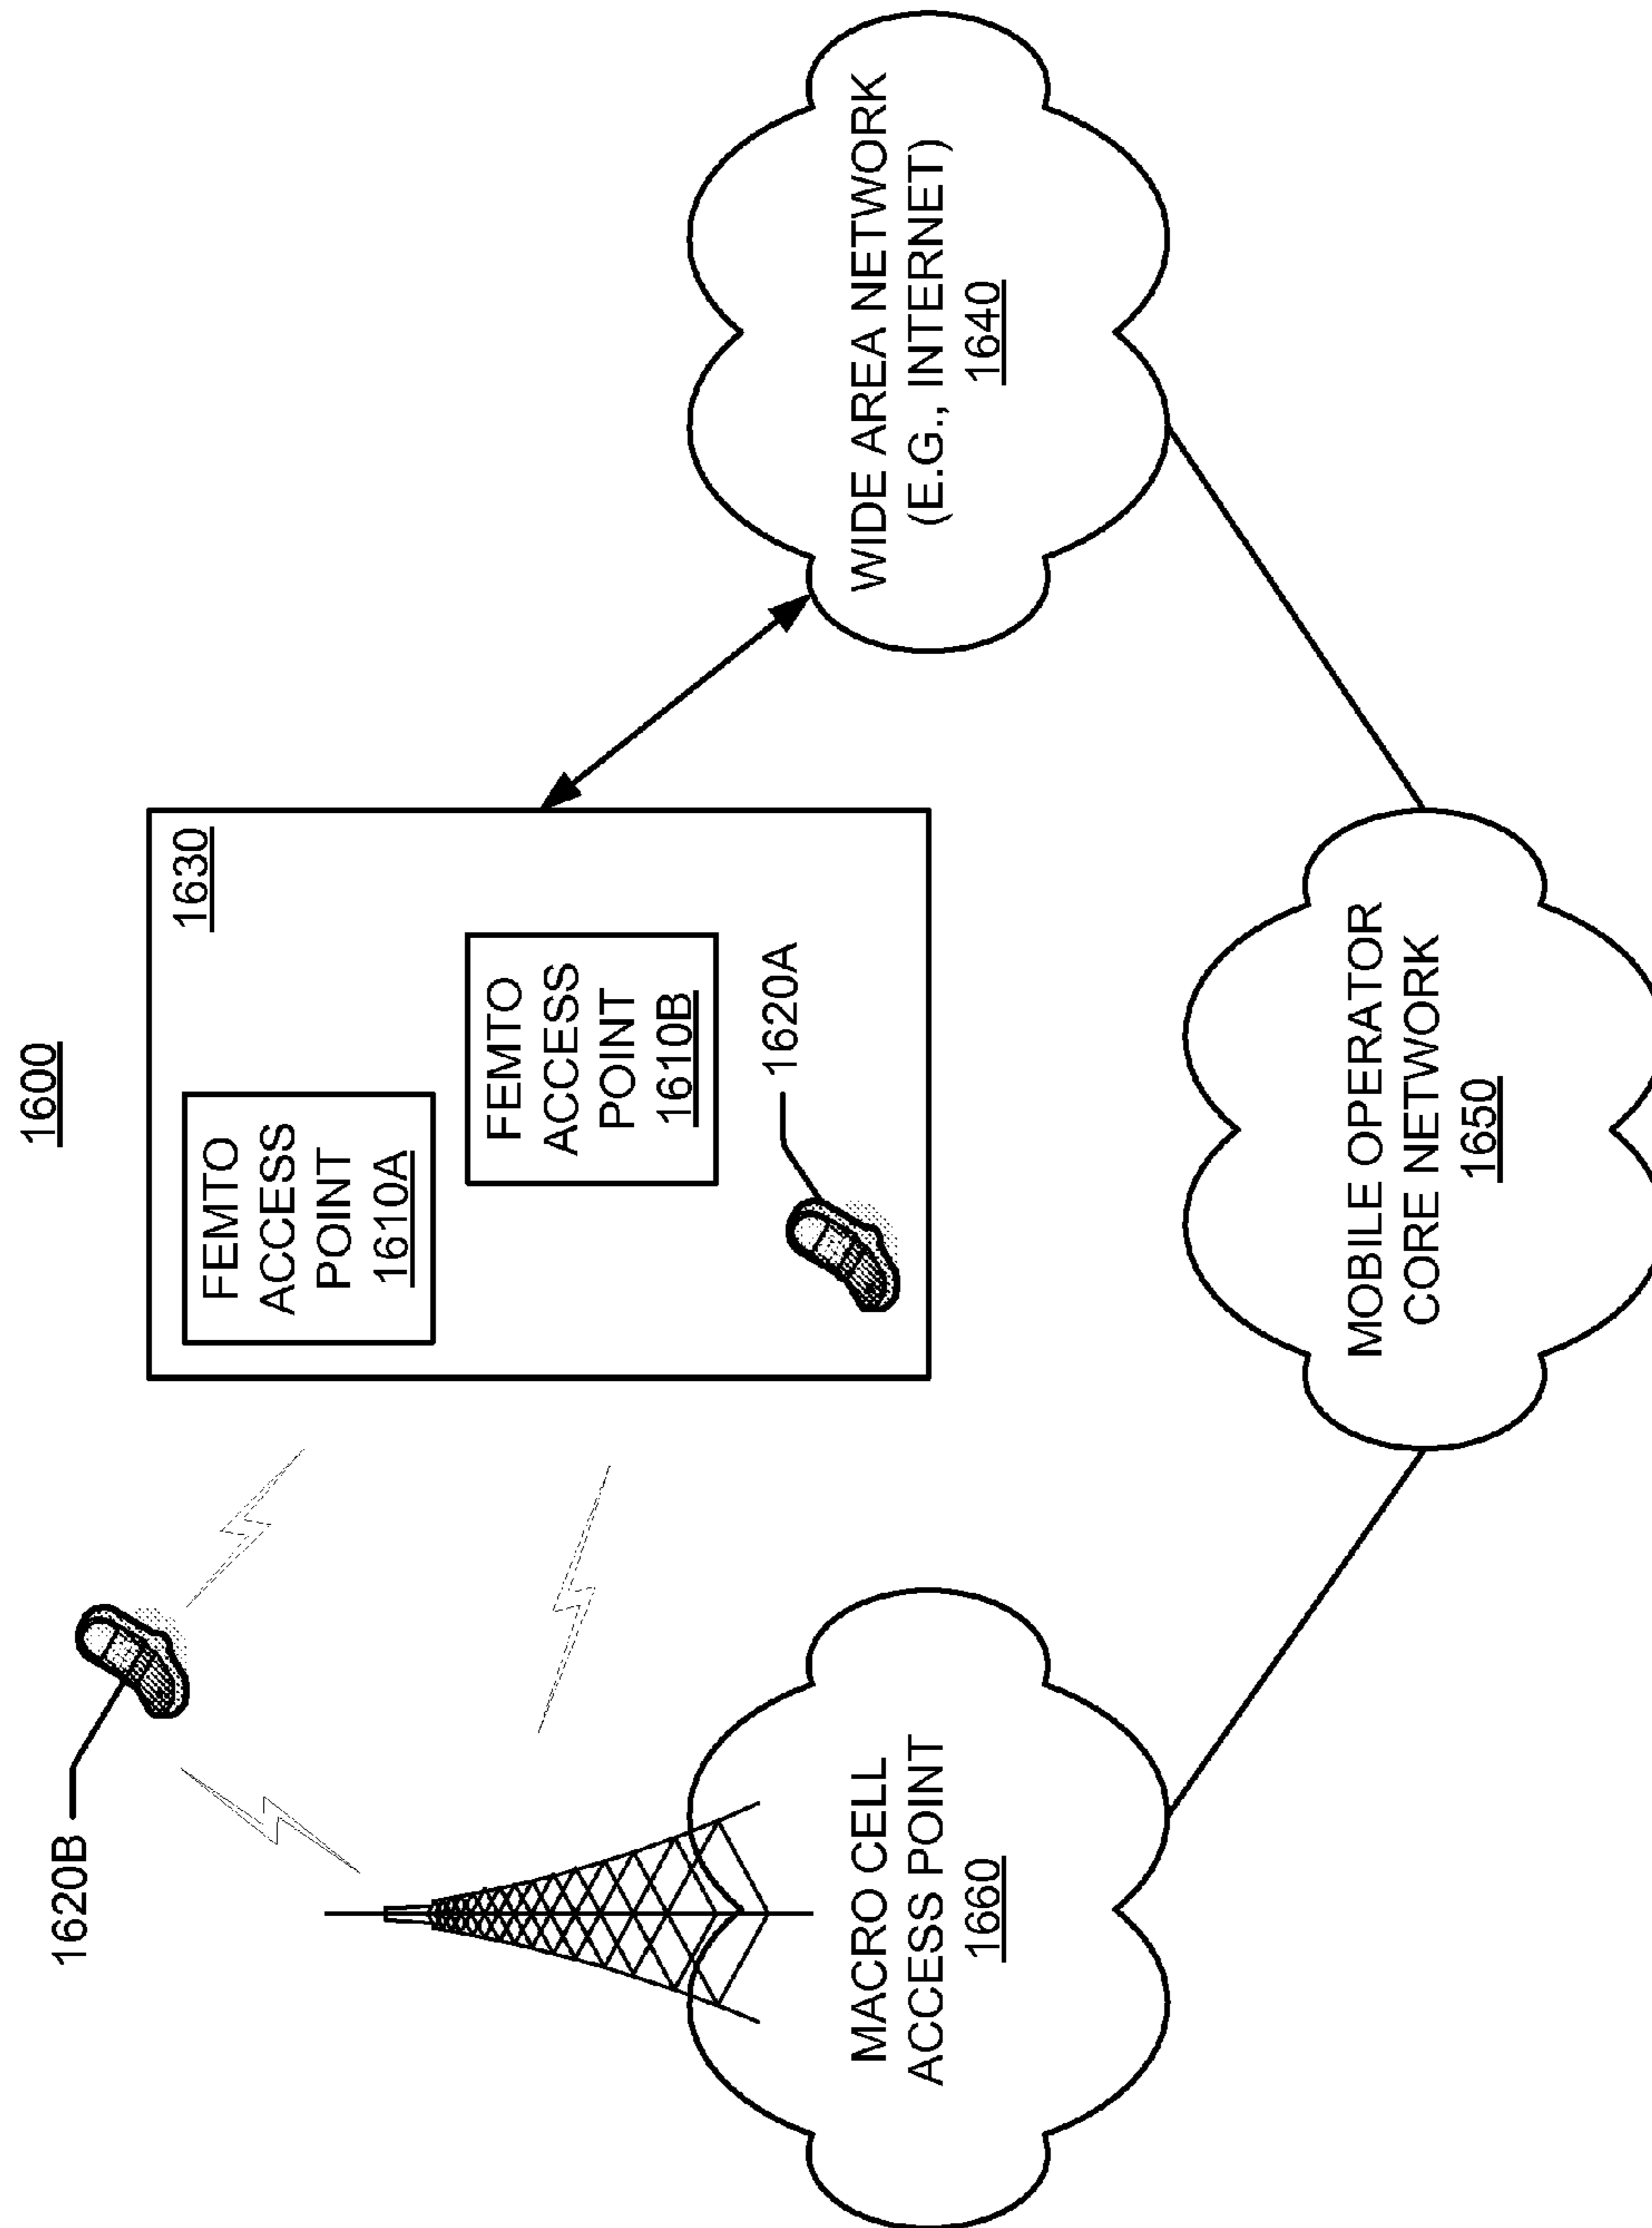 1600
1620B
FEMTO
ACCESS
POINT
1610A
1630
FEMTO
ACCESS
POINT
1610B
1620A
MACRO CELL
ACCESS POINT
1660
WIDE AREA NETWORK
(E.G., INTERNET)
1640
MOBILE OPERATOR
CORE NETWORK
1650